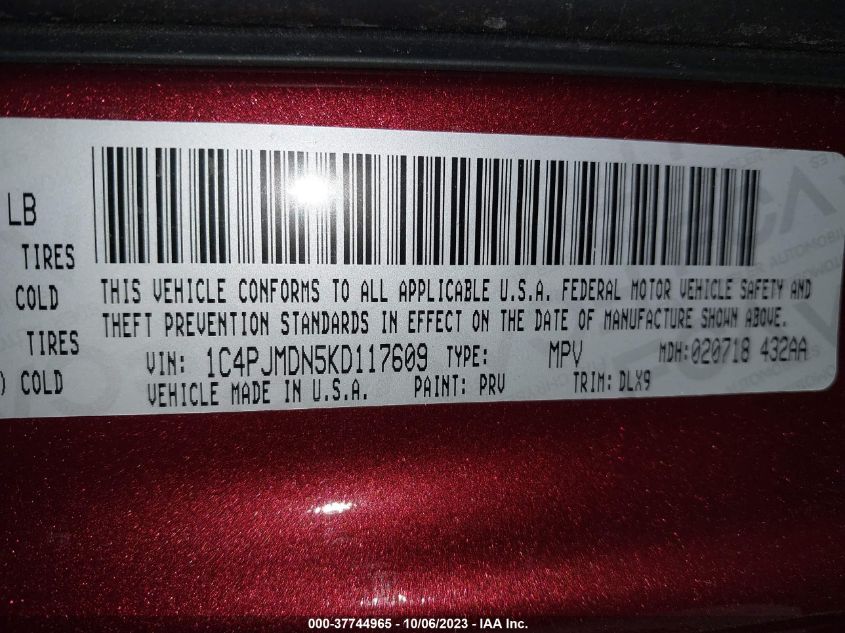 LB
TIRES
COLD
THIS VEHICLE CONFORMS TO ALL APPLICABLE U.S.A. FEDERAL MOTOR VEHICLE SAFETY AND
THEFT PREVENTION STANDARDS IN EFFECT ON THE DATE OF MANUFACTURE SHOWN ABOVE.
TIRES
VIN: 1C4PJMDN5KD117609 TYPE: MPV MDH:020718 432AA
) COLD
VEHICLE MADE IN U.S.A. PAINT: PRV TRIM: DLX9
000-37744965 - 10/06/2023 - IAA Inc.